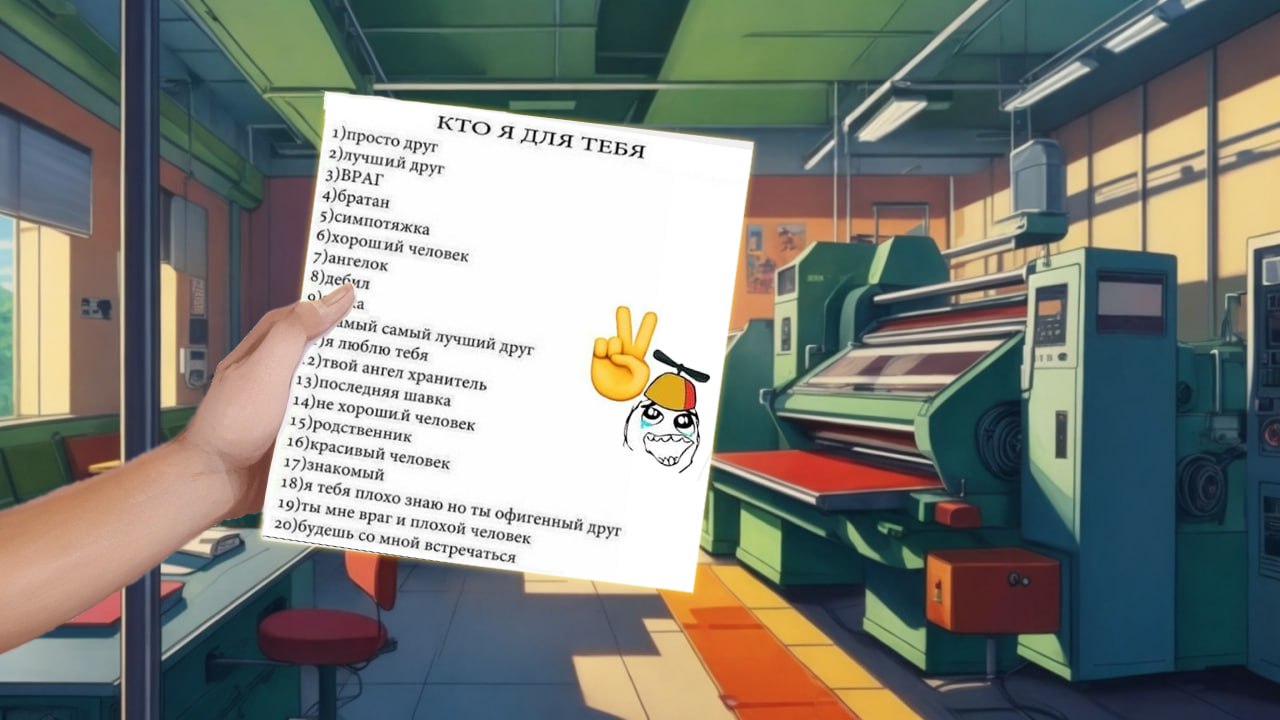 КТО Я ДЛЯ ТЕБЯ
1)просто друг
2)лучший друг
3)ВРАГ
4)братан
5)симпотяжка
6)хороший человек
7)ангелок
8)дебил
самый лучший друг
я люблю тебя
12)твой ангел хранитель
13)последняя шавка
14)не хороший человек
15)родственник
16)красивый человек
17)знакомый
18)я тебя плохо знаю но ты офигенный друг
19)ты мне враг и плохой человек
20)будешь со мной встречаться